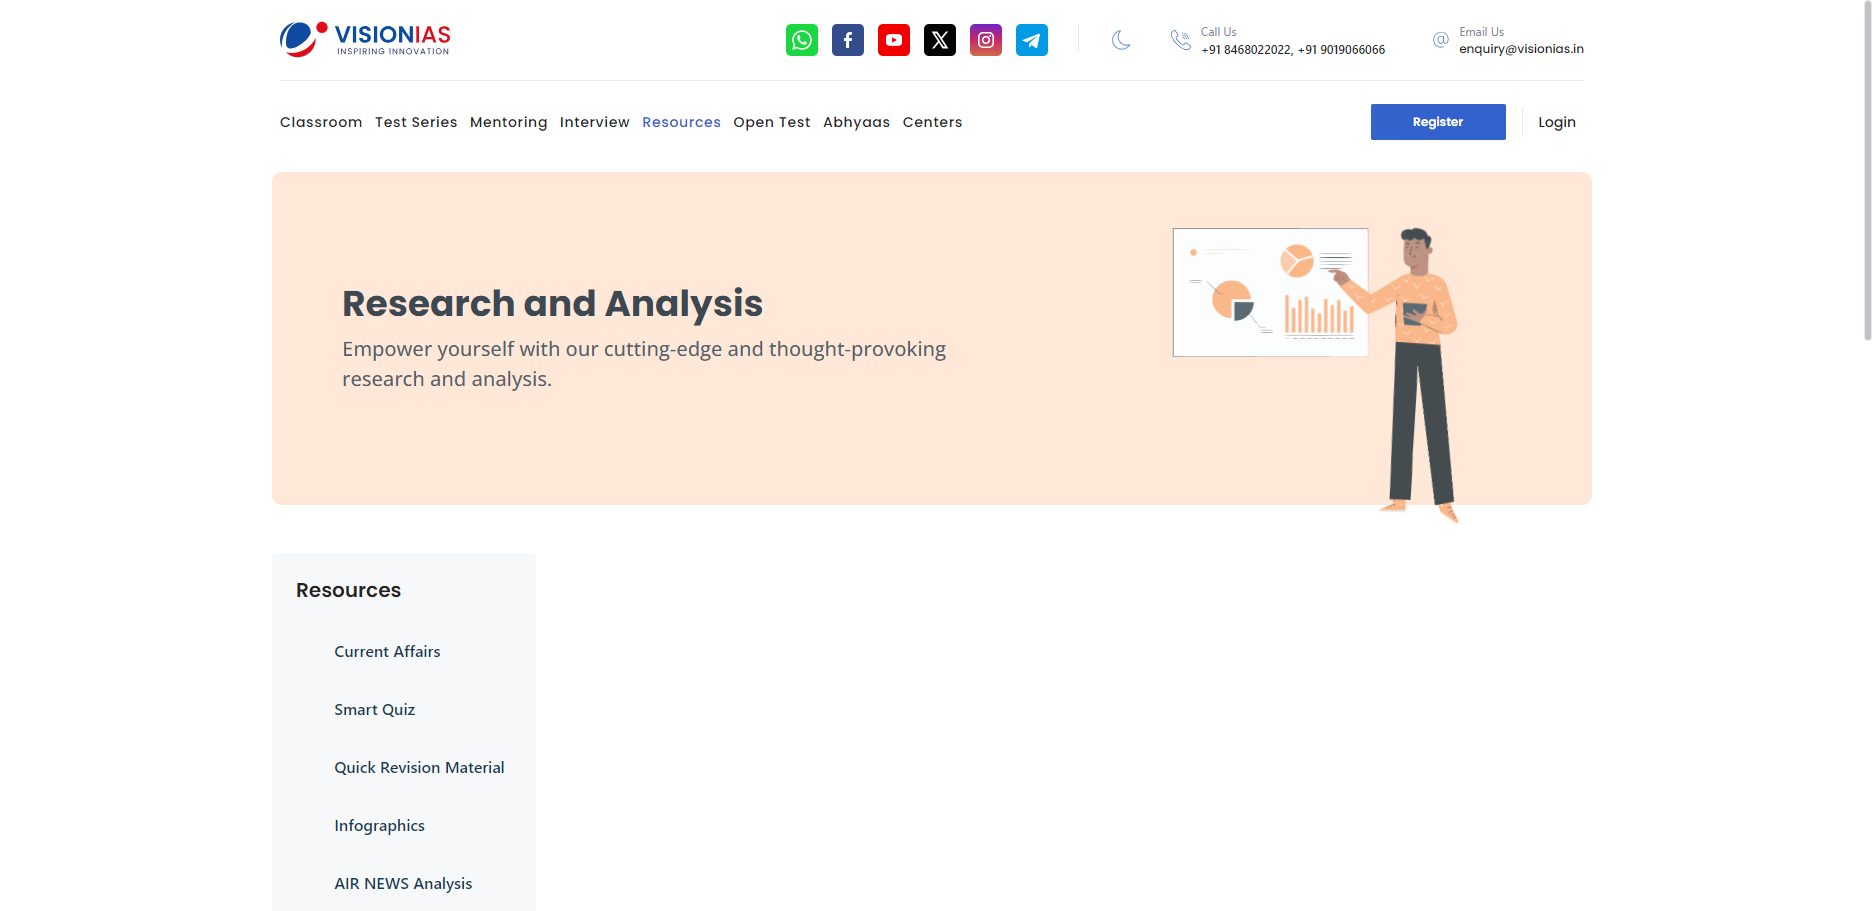 VISIONIAS
INSPIRING INNOVATION
Call Us
+91 8468022022, +91 9019066066
Email Us
enquiry@visionias.in
Classroom Test Series Mentoring Interview Resources Open Test Abhyaas Centers
Register
Login
Research and Analysis
Empower yourself with our cutting-edge and thought-provoking
research and analysis.
Resources
Current Affairs
Smart Quiz
Quick Revision Material
Infographics
AIR NEWS Analysis